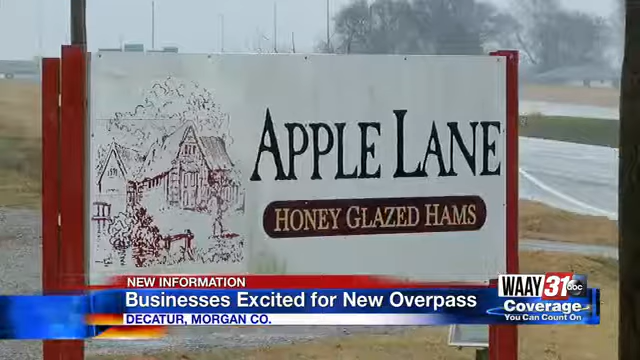 APPLE LANE
HONEY GLAZED HAMS
NEW INFORMATION
Businesses Excited for New Overpass
DECATUR, MORGAN CO.
WAAY 31 abc
Coverage
You Can Count On